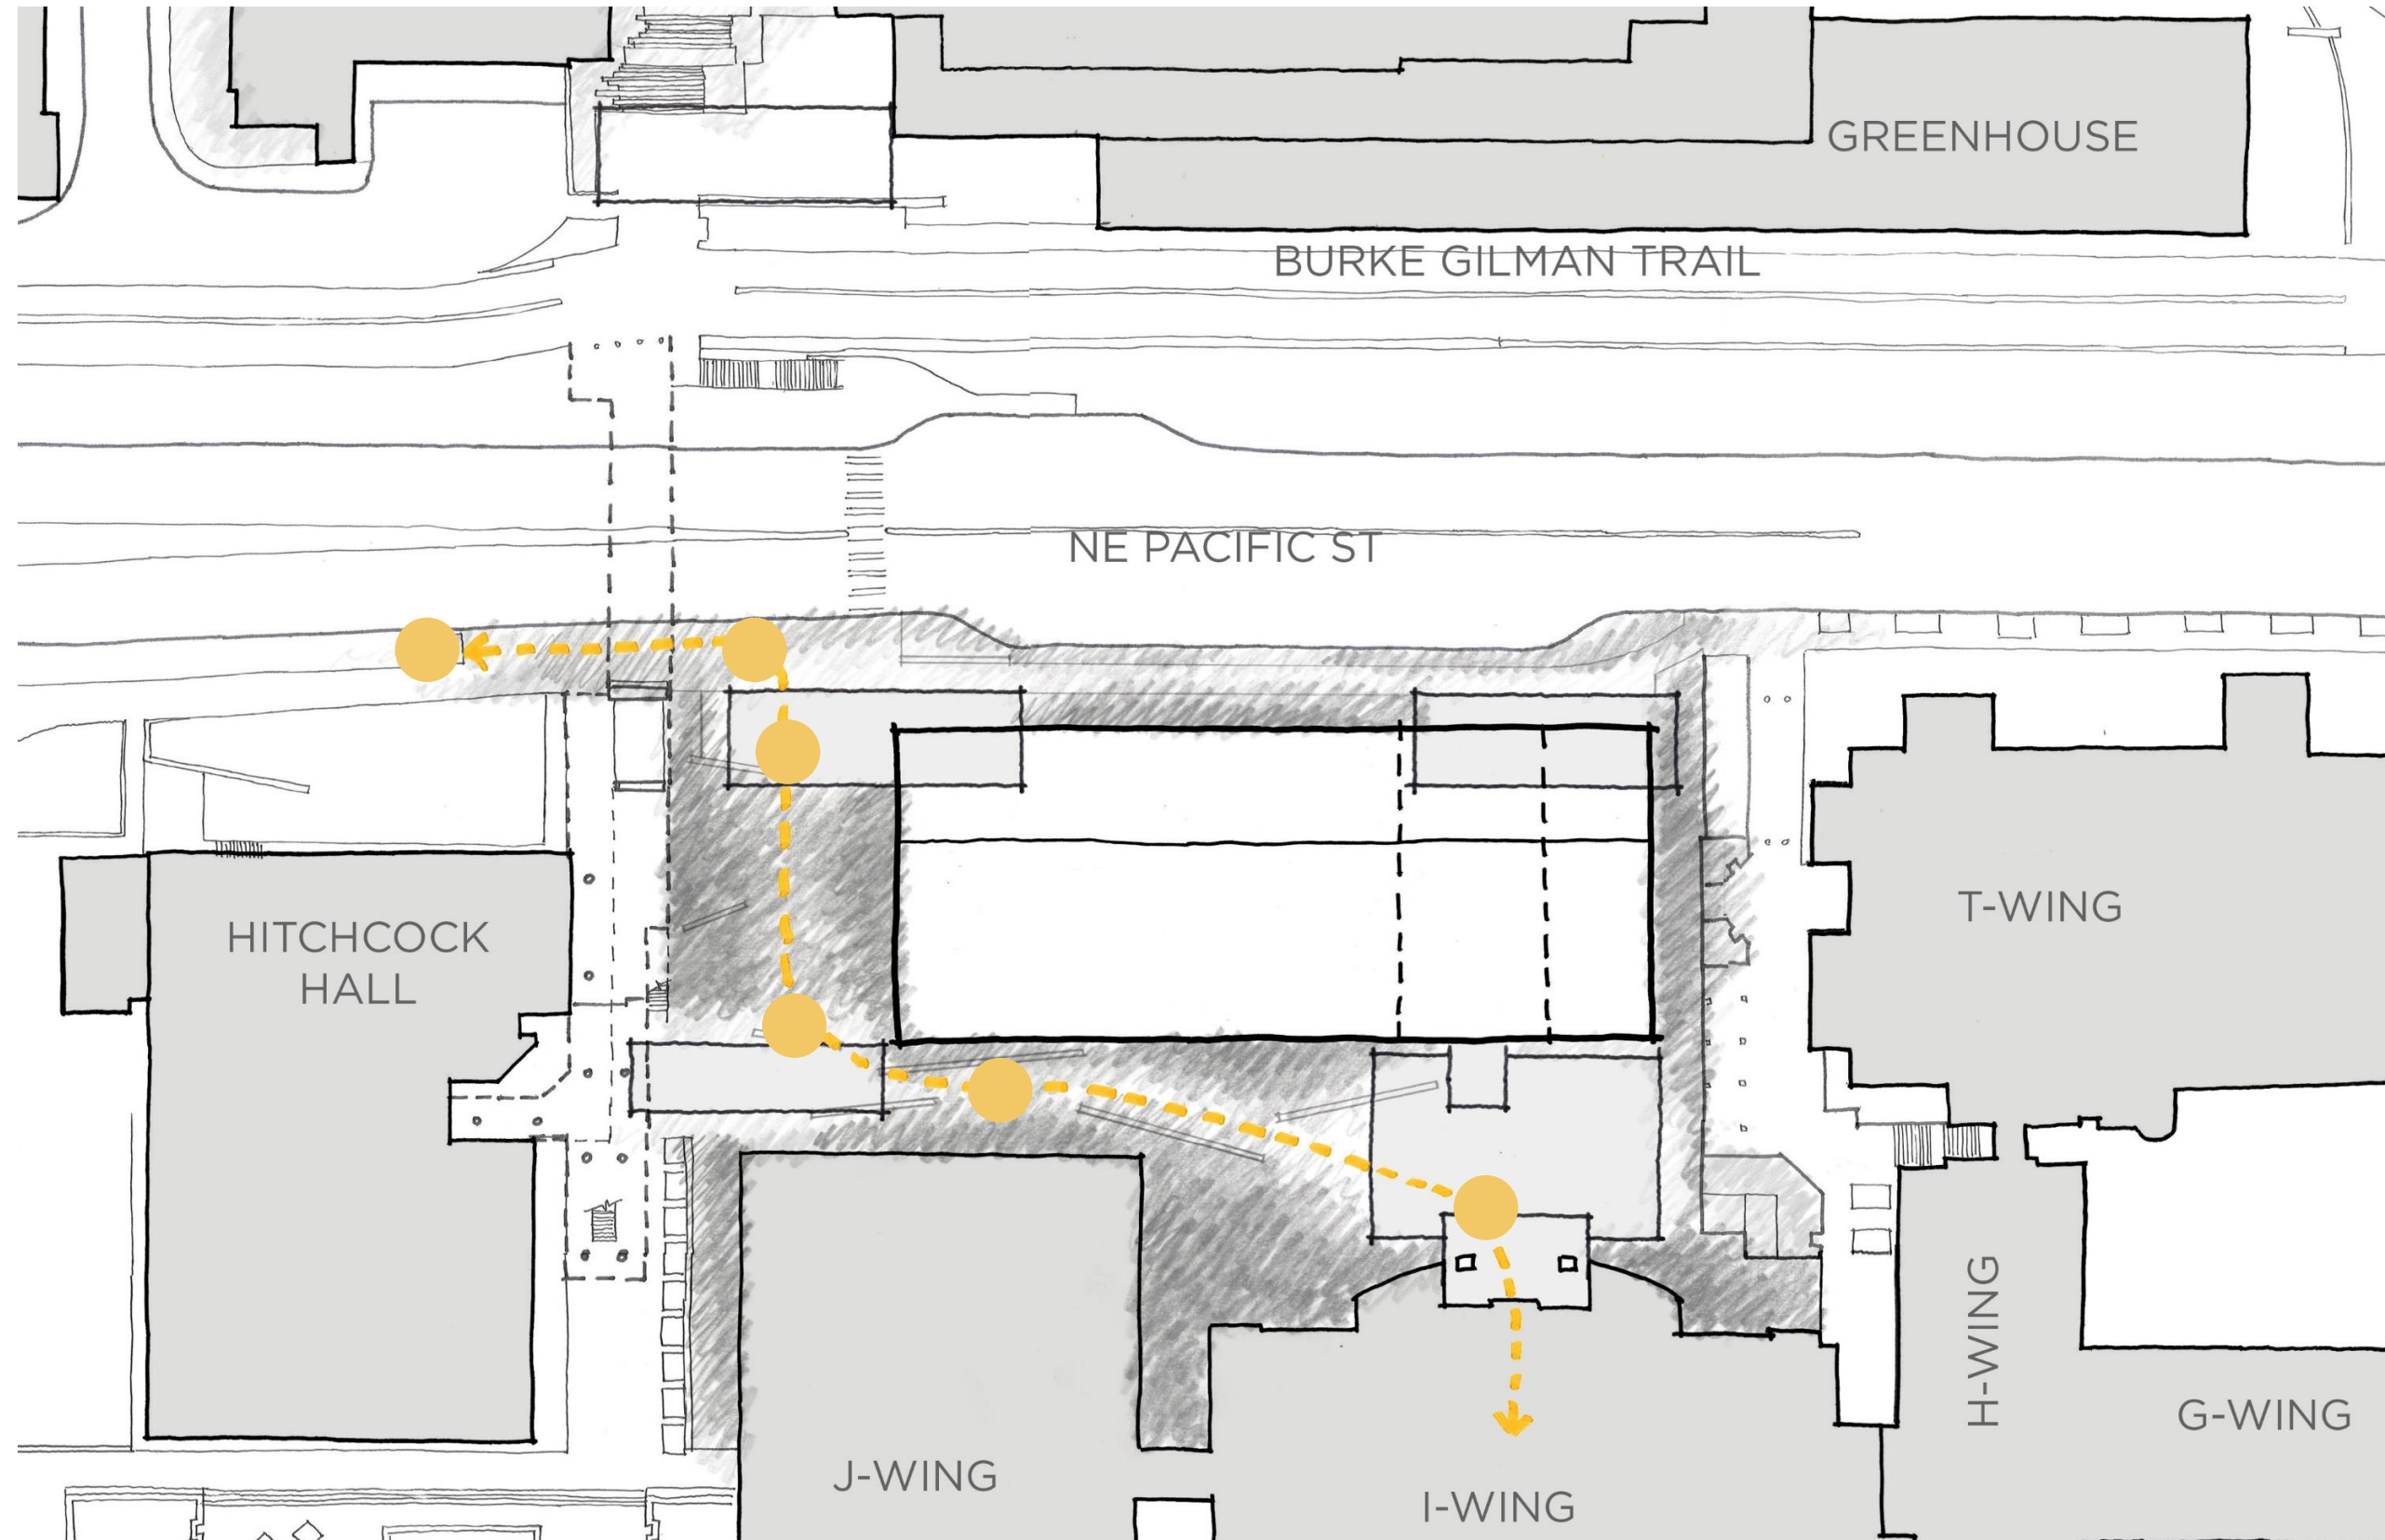 GREENHOUSE
BURKE GILMAN TRAIL
NE PACIFIC ST
HITCHCOCK
HALL
T-WING
H-WING
G-WING
J-WING
I-WING